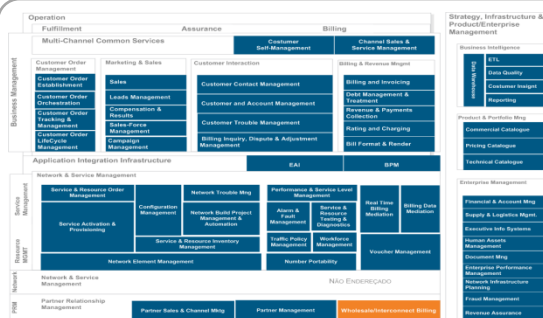 Operation
Fulfillment
Assurance
Billing
Multi-Channel Common Services
Costumer
Self-Management
Channel Sales &
Service Management
Business Management
Customer Order
Management
Customer Order
Establishment
Customer Order
Orchestration
Customer Order
Tracking &
Management
Customer Order
LifeCycle
Management
Marketing & Sales
Sales
Leads Management
Compensation &
Results
Sales-Force
Management
Campaign
Management
Customer Interaction
Customer Contact Management
Customer and Account Management
Customer Trouble Management
Billing Inquiry, Dispute & Adjustment
Management
Billing & Revenue Mngmt
Billing and Invoicing
Debt Management &
Treatment
Revenue & Payments
Collection
Rating and Charging
Bill Format & Render
Application Integration Infrastructure
EAI
BPM
Service
Management
Resource
MGMT
Network & Service Management
Service & Resource Order
Management
Service Activation &
Provisioning
Configuration
Management
Network Trouble Mng
Network Build Project
Management &
Automation
Service & Resource Inventory
Management
Network Element Management
Performance & Service Level
Management
Alarm &
Fault
Management
Service &
Resource
Testing &
Diagnostics
Traffic Policy
Management
Workforce
Management
Number Portability
Real Time
Billing
Mediation
Billing Data
Mediation
Voucher Management
Network
Network & Service
Management
NÃO ENDEREÇADO
PRM
Partner Relationship
Management
Partner Sales & Channel Mktg
Partner Management
Wholesale/Interconnect Billing
Strategy, Infrastructure &
Product/Enterprise
Management
Business Intelligence
Data Warehouse
ETL
Data Quality
Costumer Insight
Reporting
Product & Portfolio Mng
Commercial Catalogue
Pricing Catalogue
Technical Catalogue
Enterprise Management
Financial & Account Mng
Supply & Logistics Mgmt.
Executive Info Systems
Human Assets
Management
Document Mng
Enterprise Performance
Management
Network Infrastructure
Planning
Fraud Management
Revenue Assurance